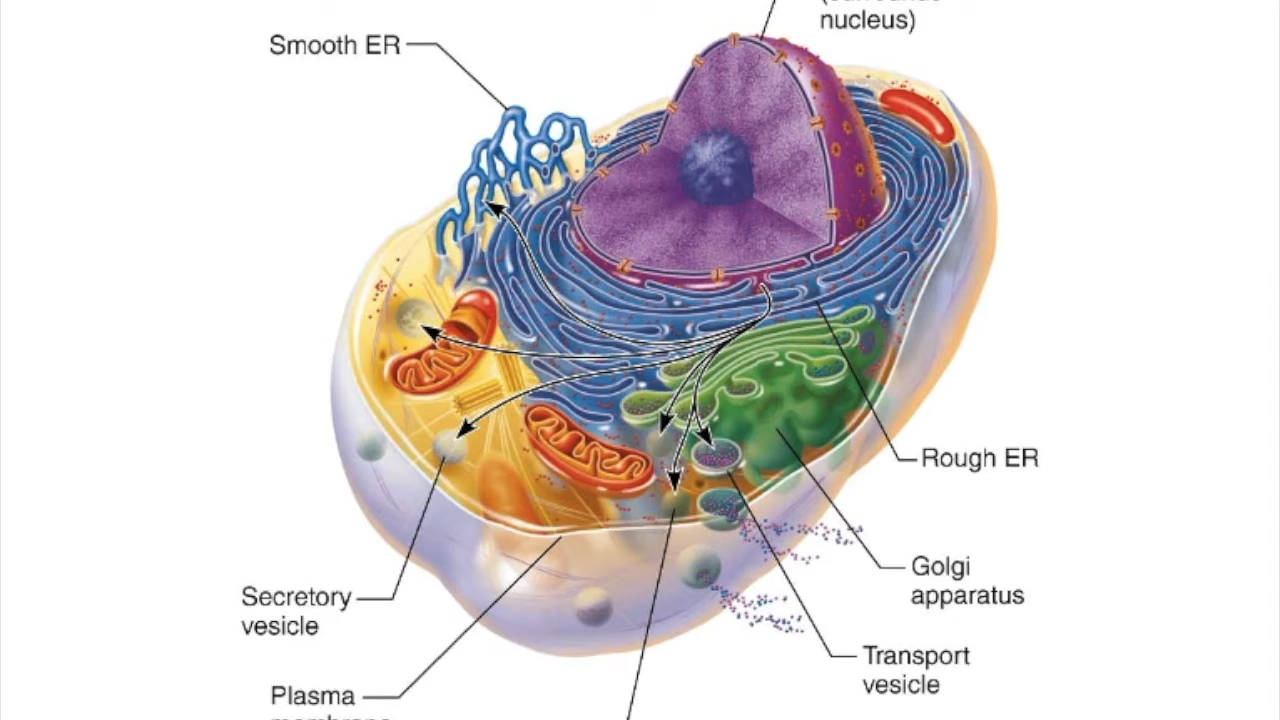 nucleus)
Smooth ER
Rough ER
Golgi
apparatus
Secretory
vesicle
Transport
vesicle
Plasma